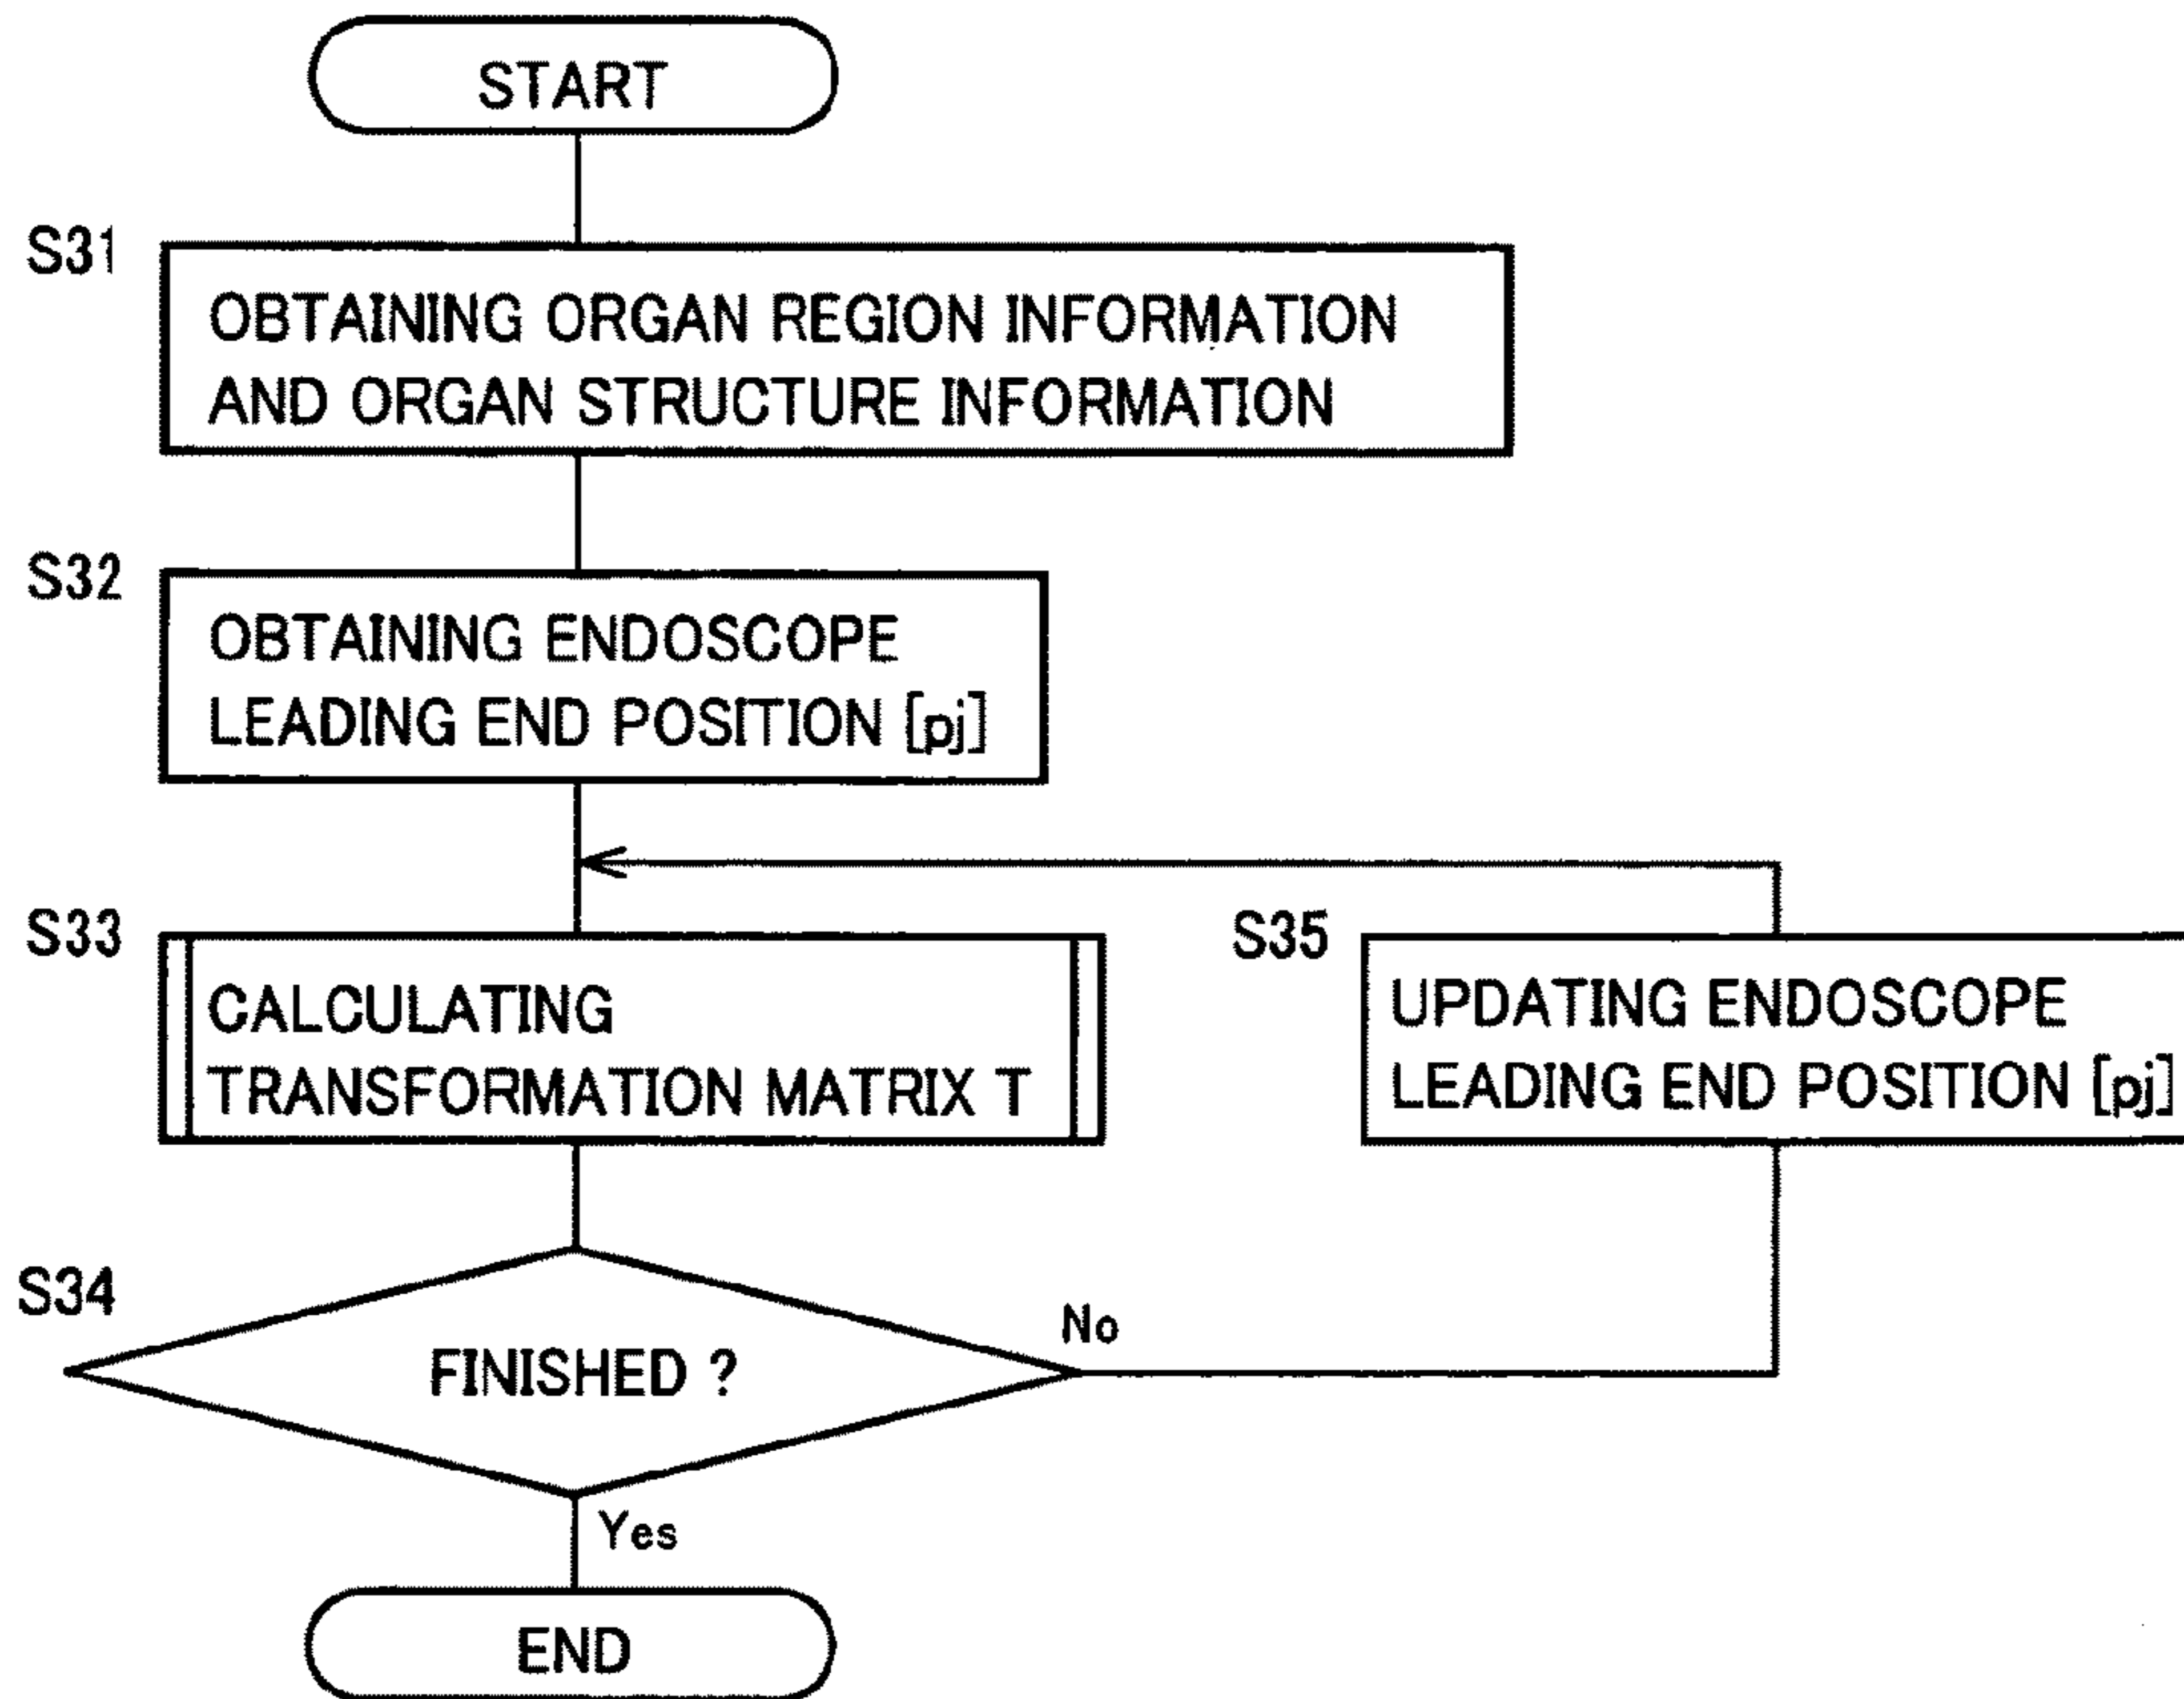 START
S31
OBTAINING ORGAN REGION INFORMATION
AND ORGAN STRUCTURE INFORMATION
S32
OBTAINING ENDOSCOPE
LEADING END POSITION [pj]
S33
CALCULATING
TRANSFORMATION MATRIX T
S35
UPDATING ENDOSCOPE
LEADING END POSITION [pj]
S34
FINISHED ?
No
Yes
END